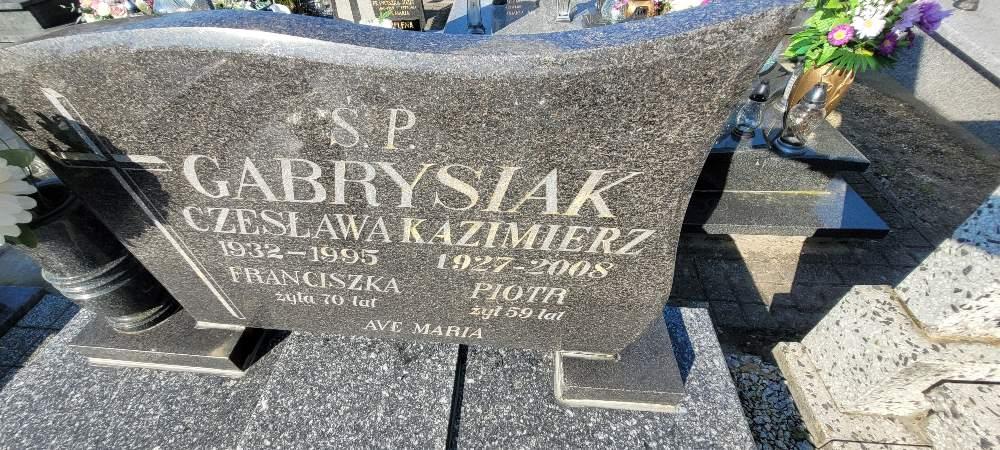 Ś. P.
GABRYSIAK
CZESŁAWA KAZIMIERZ
1932-1995 1927-2008
FRANCISZKA PIOTR
żyła 70 lat żył 59 lat
AVE MARIA